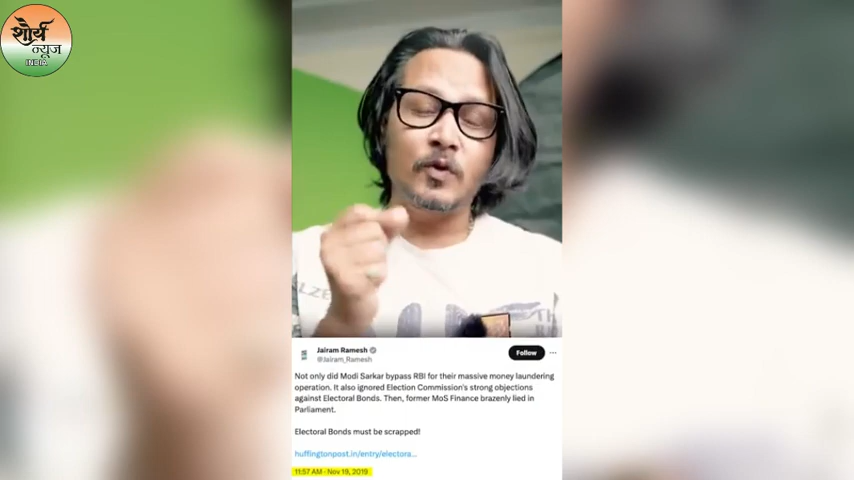 शौर्य
न्यूज
INDIA
Jairam Ramesh
@Jairam_Ramesh
Follow
Not only did Modi Sarkar bypass RBI for their massive money laundering
operation. It also ignored Election Commission's strong objections
against Electoral Bonds. Then, former MoS Finance brazenly lied in
Parliament.
Electoral Bonds must be scrapped!
huffingtonpost.in/entry/electora...
11:57 AM · Nov 19, 2019